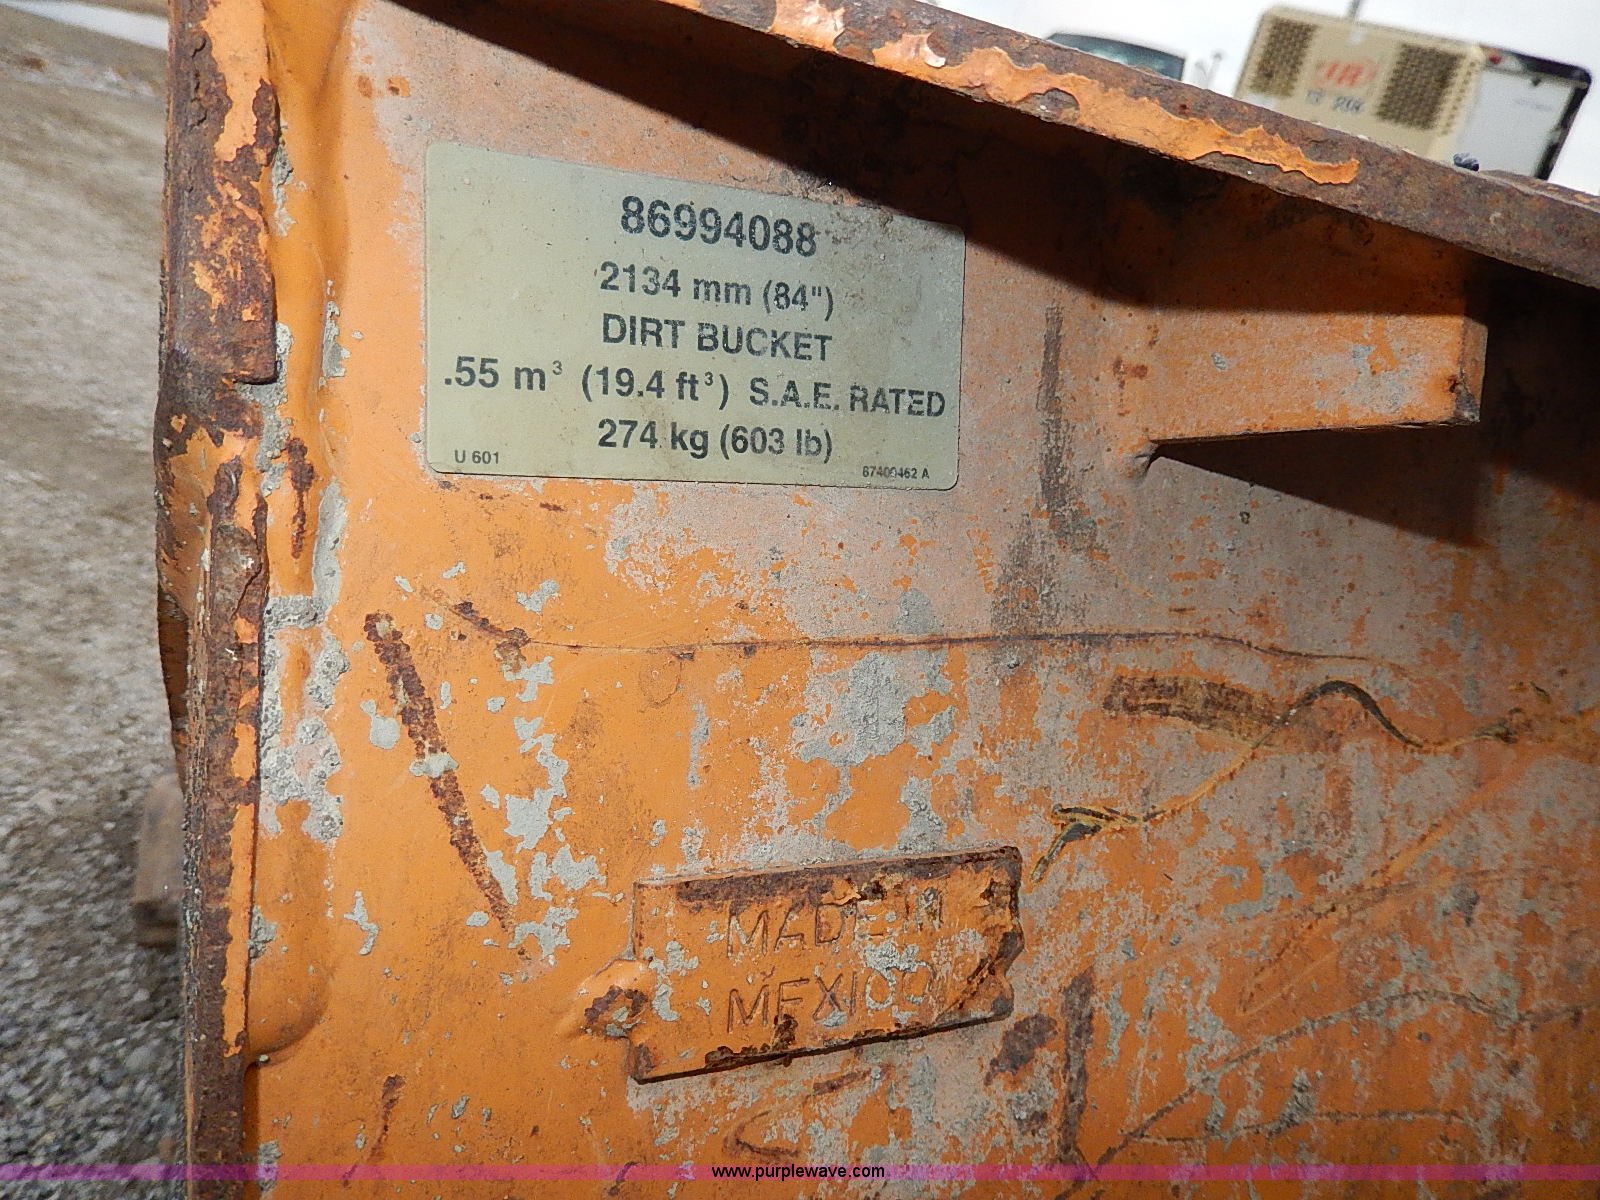 86994088
2134 mm (84")
DIRT BUCKET
.55 m³ (19.4 ft³) S.A.E. RATED
274 kg (603 lb)
U 601
87400462 A
MADE IN
MEXICO
IR
www.purplewave.com